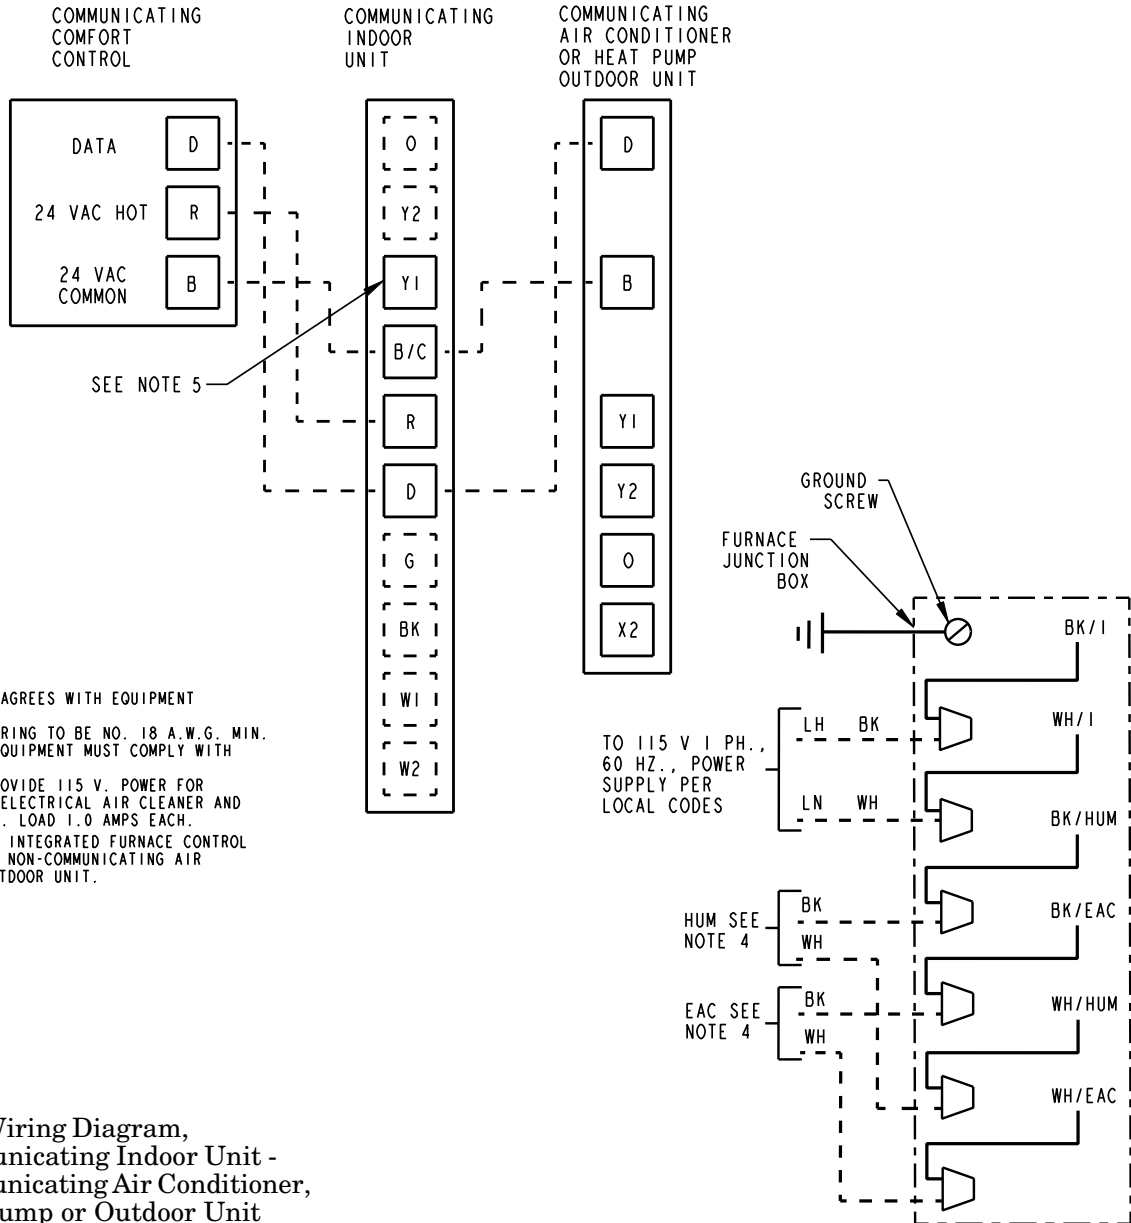 COMMUNICATING
COMFORT
CONTROL
COMMUNICATING
INDOOR
UNIT
COMMUNICATING
AIR CONDITIONER
OR HEAT PUMP
OUTDOOR UNIT
DATA
D
24 VAC HOT
R
24 VAC
COMMON
B
SEE NOTE 5
O
Y2
Y1
B/C
R
D
G
BK
W1
W2
D
B
Y1
Y2
O
X2
GROUND
SCREW
FURNACE
JUNCTION
BOX
BK/1
WH/1
BK/HUM
BK/EAC
WH/HUM
WH/EAC
TO 115 V 1 PH.,
60 HZ., POWER
SUPPLY PER
LOCAL CODES
LH BK
LN WH
HUM SEE
NOTE 4
BK
WH
EAC SEE
NOTE 4
BK
WH
AGREES WITH EQUIPMENT
RING TO BE NO. 18 A.W.G. MIN.
QUIPMENT MUST COMPLY WITH
OVIDE 115 V. POWER FOR
ELECTRICAL AIR CLEANER AND
. LOAD 1.0 AMPS EACH.
INTEGRATED FURNACE CONTROL
NON-COMMUNICATING AIR
TDOOR UNIT.
Wiring Diagram,
unicating Indoor Unit -
unicating Air Conditioner,
ump or Outdoor Unit